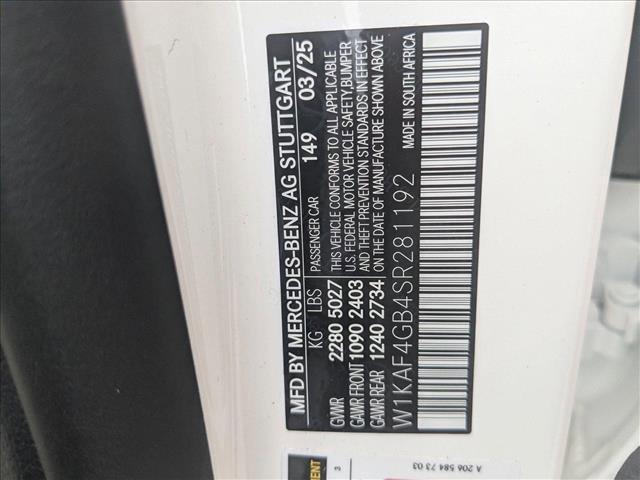 MFD BY MERCEDES-BENZ AG STUTTGART
149 03/25
KG LBS PASSENGER CAR
GVWR 2280 5027
GAWR FRONT 1090 2403
GAWR REAR 1240 2734
THIS VEHICLE CONFORMS TO ALL APPLICABLE
U.S. FEDERAL MOTOR VEHICLE SAFETY,BUMPER
AND THEFT PREVENTION STANDARDS IN EFFECT
ON THE DATE OF MANUFACTURE SHOWN ABOVE
W1KAF4GB4SR281192
MADE IN SOUTH AFRICA
3
A 206 584 73 03